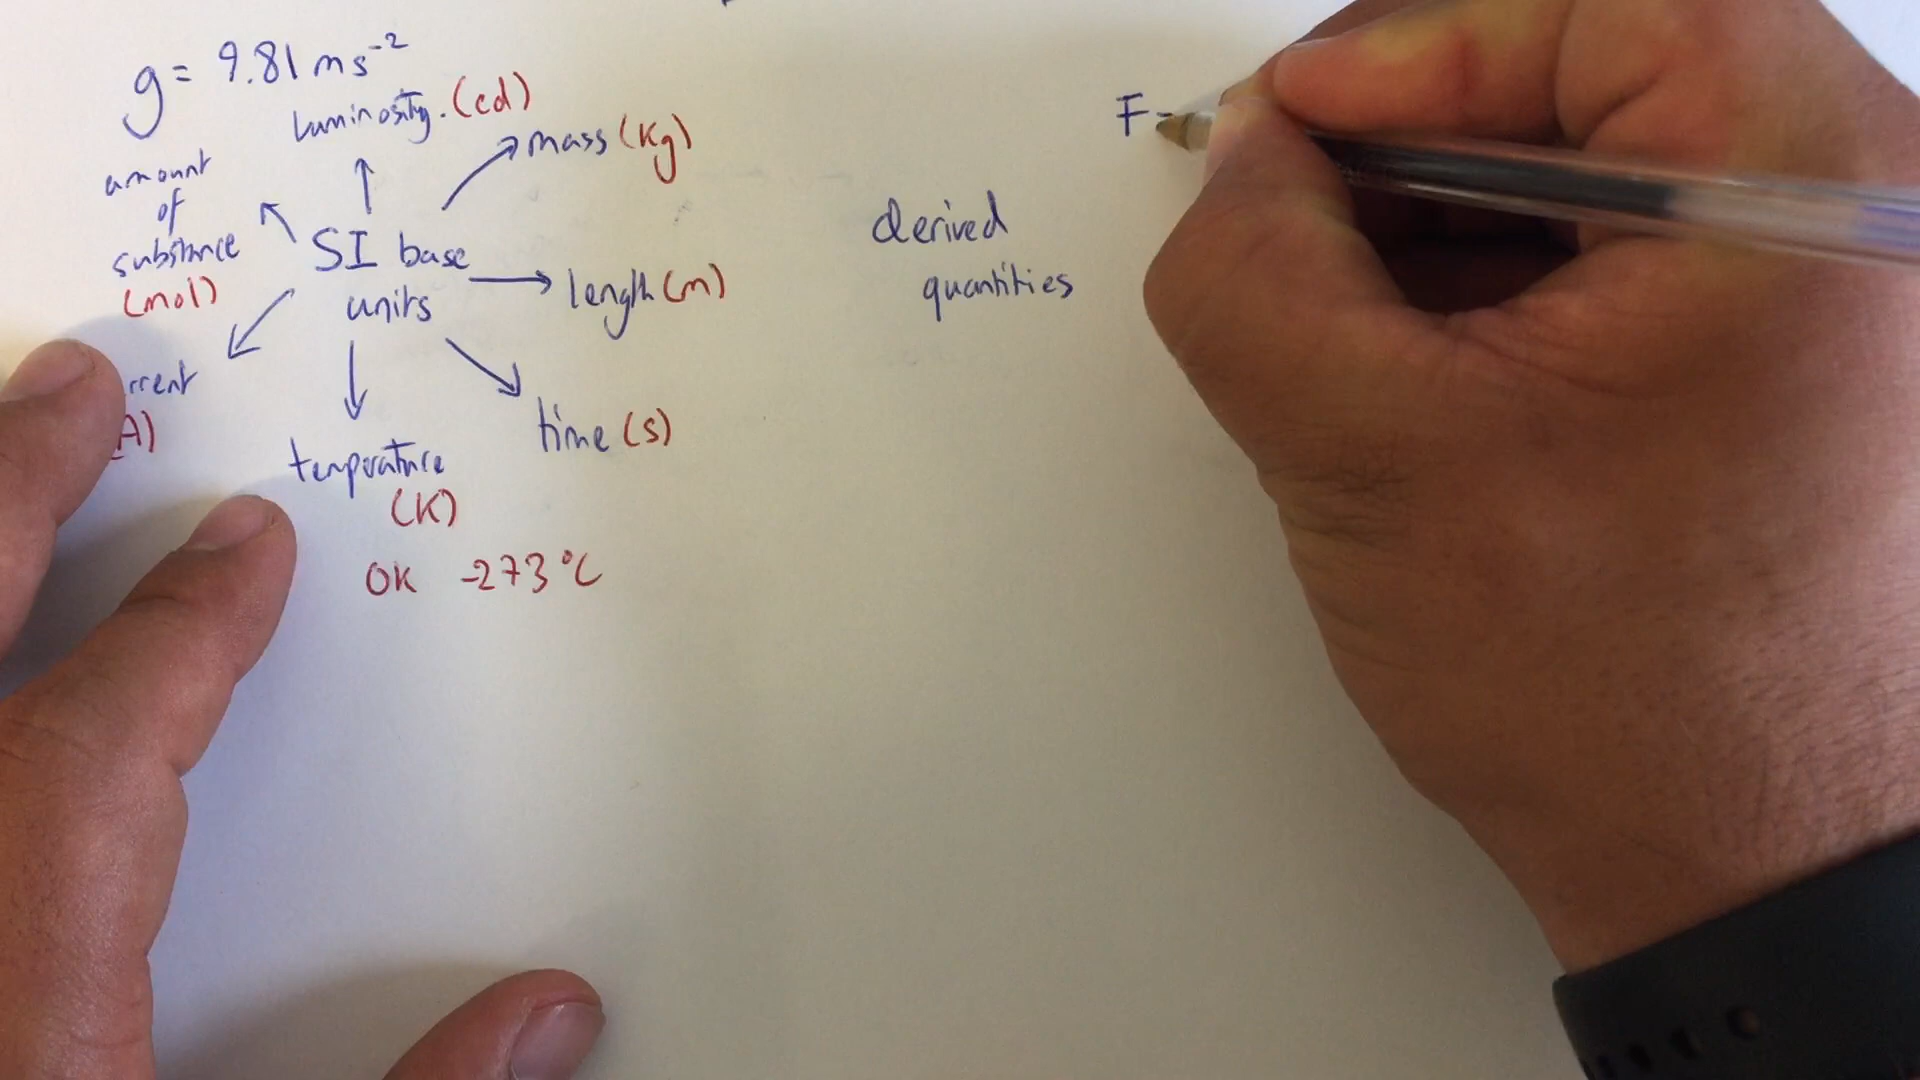 g = 9.81 ms⁻²
luminosity. (cd)
mass (kg)
amount
of
substance
(mol)
SI base
units
length (m)
rrent
A)
temperature
(K)
time (s)
0K -273°C
derived
quantities
F=